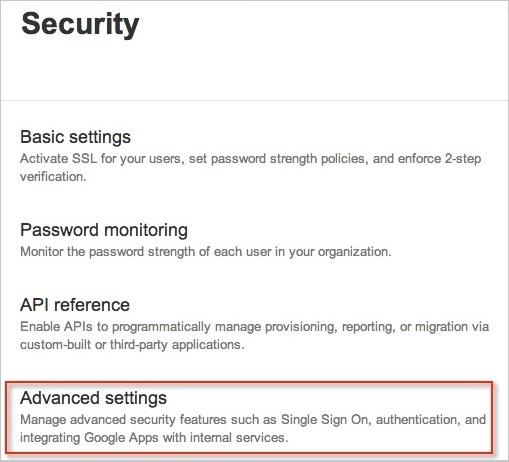 Security
Basic settings
Activate SSL for your users, set password strength policies, and enforce 2-step
verification.
Password monitoring
Monitor the password strength of each user in your organization.
API reference
Enable APIs to programmatically manage provisioning, reporting, or migration via
custom-built or third-party applications.
Advanced settings
Manage advanced security features such as Single Sign On, authentication, and
integrating Google Apps with internal services.